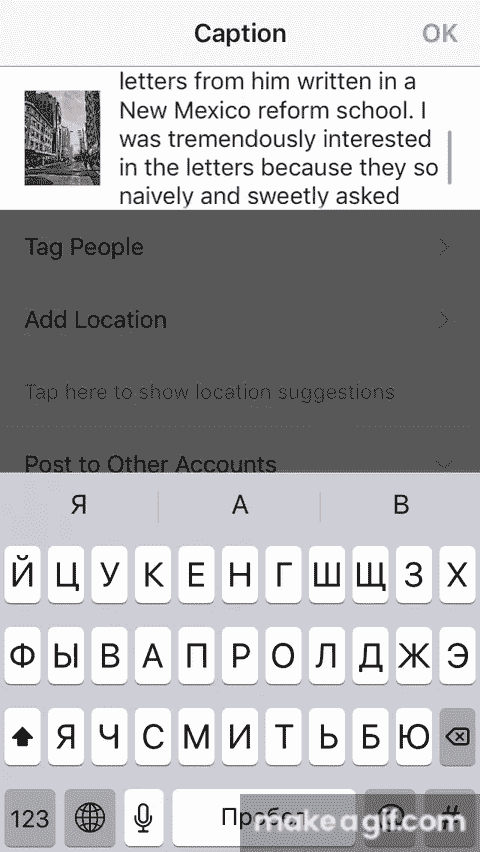 Caption
OK
letters from him written in a
New Mexico reform school. I
was tremendously interested
in the letters because they so
naively and sweetly asked
Tag People
Add Location
Tap here to show location suggestions
Post to Other Accounts
Я А В
Й Ц У К Е Н Г Ш Щ З Х
Ф Ы В А П Р О Л Д Ж Э
Я Ч С М И Т Ь Б Ю
123 Пробел #
makeagif.com